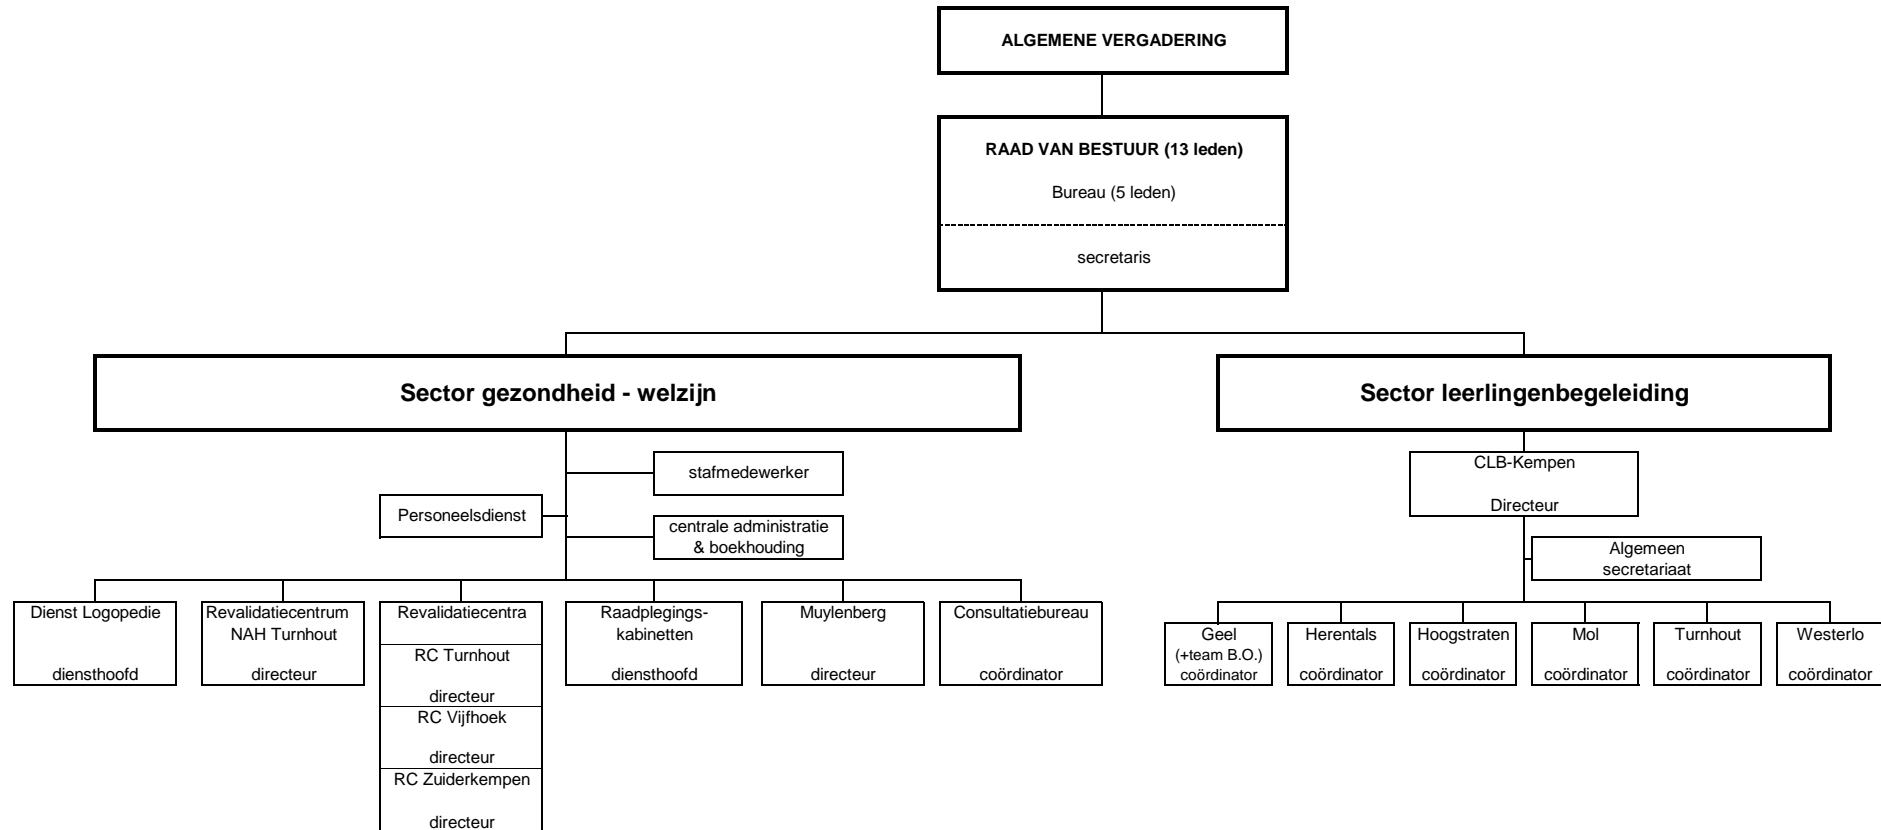 ALGEMENE VERGADERING
RAAD VAN BESTUUR (13 leden)
Bureau (5 leden)
secretaris
Sector gezondheid - welzijn
Sector leerlingenbegeleiding
stafmedewerker
Personeelsdienst
centrale administratie
& boekhouding
CLB-Kempen
Directeur
Algemeen
secretariaat
Dienst Logopedie
diensthoofd
Revalidatiecentrum
NAH Turnhout
directeur
Revalidatiecentra
RC Turnhout
directeur
RC Vijfhoek
directeur
RC Zuiderkempen
directeur
Raadplegings-
kabinetten
diensthoofd
Muylenberg
directeur
Consultatiebureau
coördinator
Geel
(+team B.O.)
coördinator
Herentals
coördinator
Hoogstraten
coördinator
Mol
coördinator
Turnhout
coördinator
Westerlo
coördinator